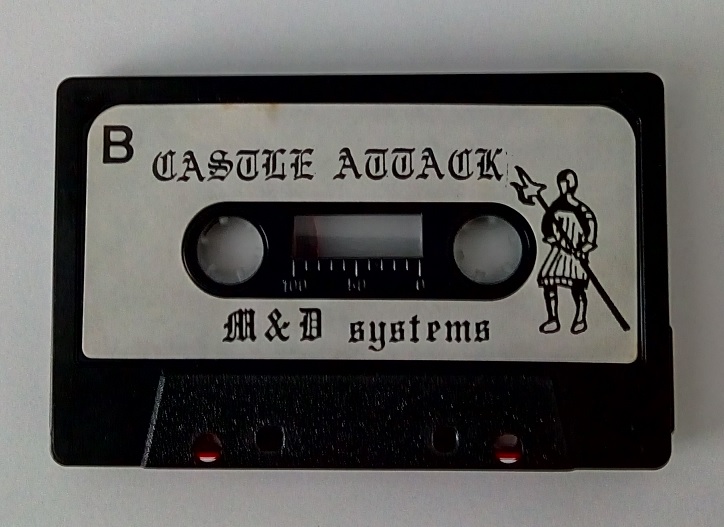 B
CASTLE ATTACK
100 50 0
M & D systems